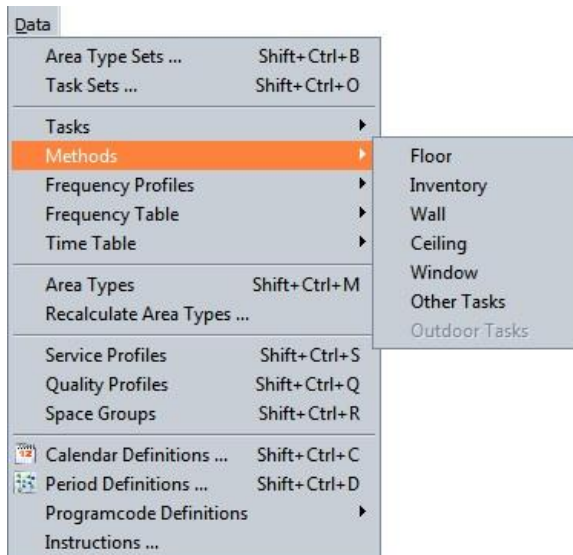 Data
Area Type Sets ... Shift+Ctrl+B
Task Sets ... Shift+Ctrl+O
Tasks
Methods
Frequency Profiles
Frequency Table
Time Table
Area Types Shift+Ctrl+M
Recalculate Area Types ...
Service Profiles Shift+Ctrl+S
Quality Profiles Shift+Ctrl+Q
Space Groups Shift+Ctrl+R
12 Calendar Definitions ... Shift+Ctrl+C
Period Definitions ... Shift+Ctrl+D
Programcode Definitions
Instructions ...
Floor
Inventory
Wall
Ceiling
Window
Other Tasks
Outdoor Tasks